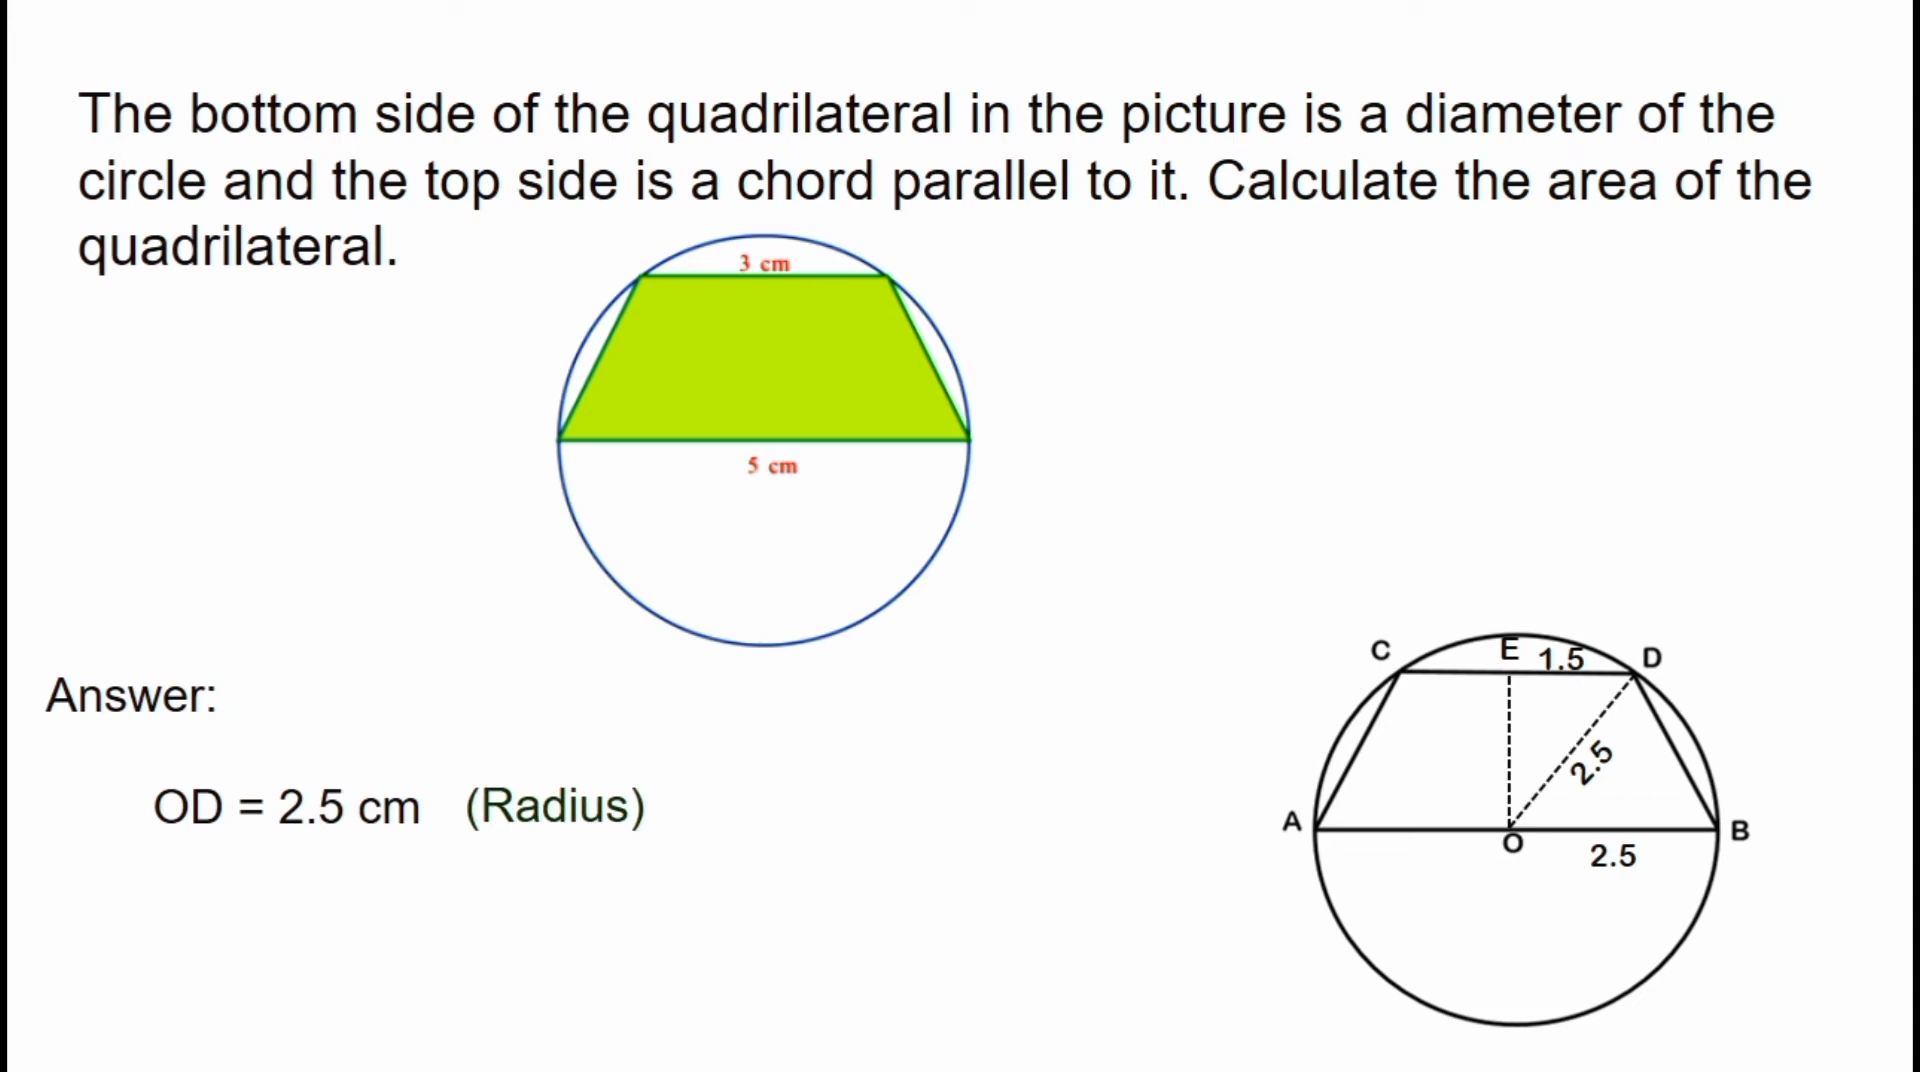 The bottom side of the quadrilateral in the picture is a diameter of the
circle and the top side is a chord parallel to it. Calculate the area of the
quadrilateral.
3 cm
5 cm
Answer:
OD = 2.5 cm (Radius)
C E 1.5 D
2.5
A O B
2.5